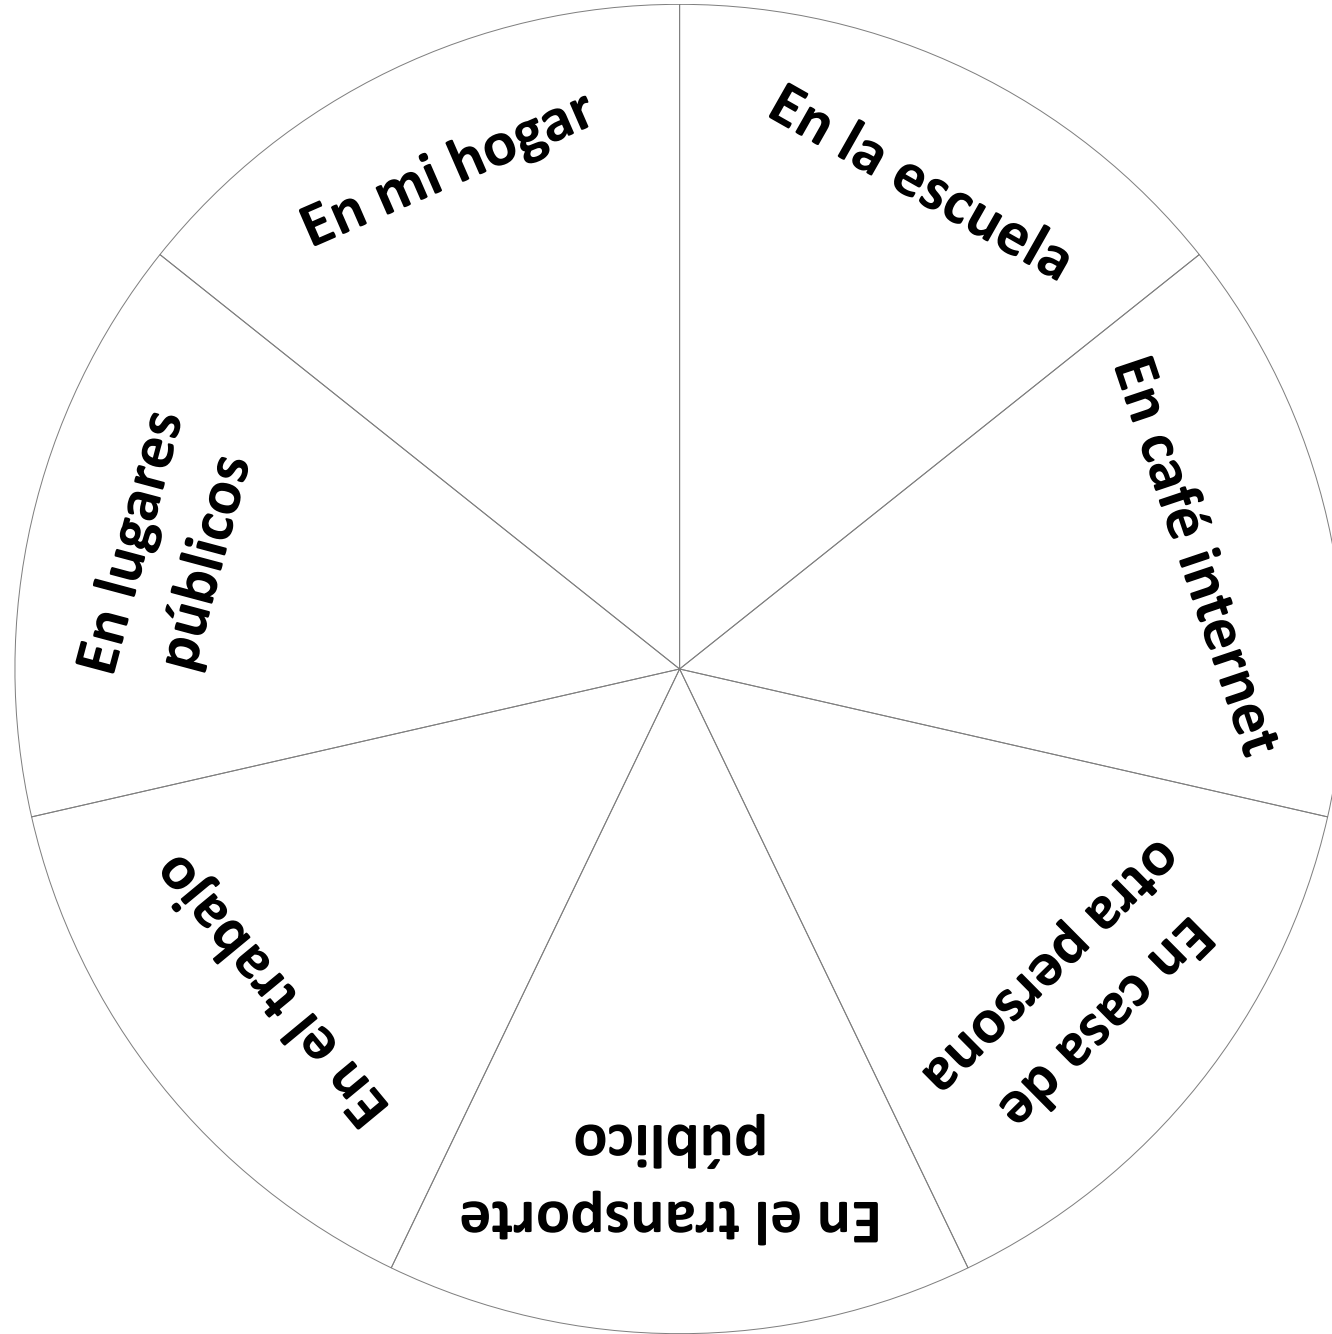 En la escuela
En café internet
En casa de
otra persona
En el transporte
público
En el trabajo
En lugares
públicos
En mi hogar